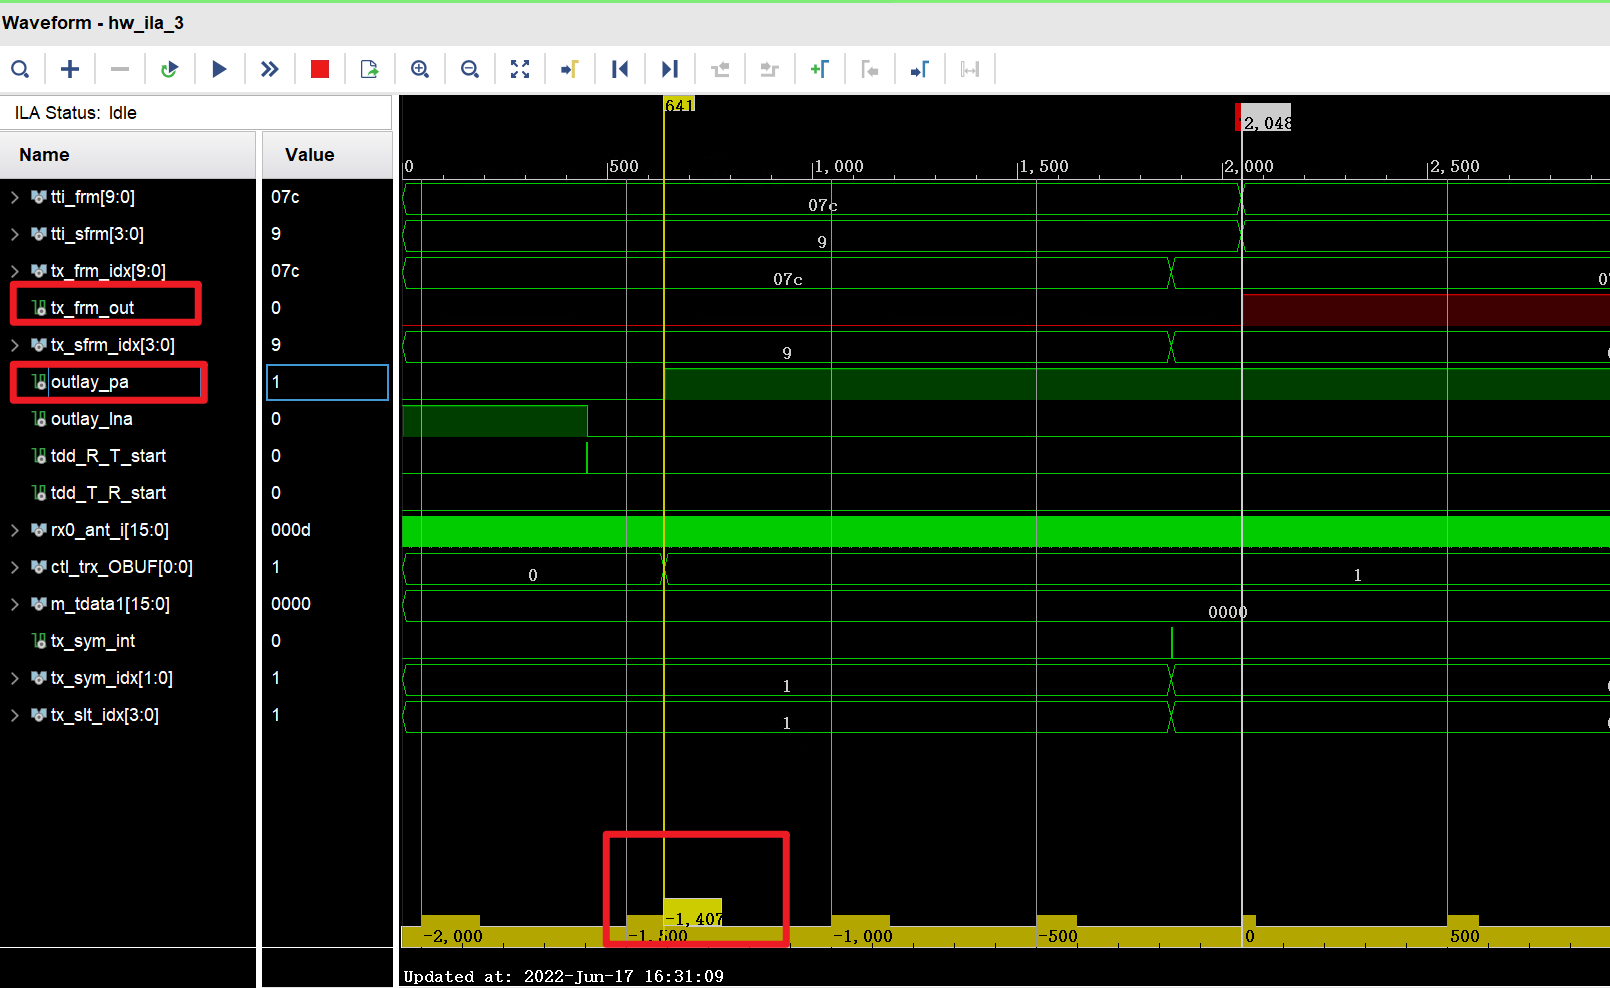 Waveform - hw_ila_3
ILA Status: Idle
Name Value
641
2,048
0 500 1,000 1,500 2,000 2,500
tti_frm[9:0] 07c 07c
tti_sfrm[3:0] 9 9
tx_frm_idx[9:0] 07c 07c
tx_frm_out 0
tx_sfrm_idx[3:0] 9 9
outlay_pa 1
outlay_lna 0
tdd_R_T_start 0
tdd_T_R_start 0
rx0_ant_i[15:0] 000d
ctl_trx_OBUF[0:0] 1 0 1
m_tdata1[15:0] 0000 0000
tx_sym_int 0
tx_sym_idx[1:0] 1 1
tx_slt_idx[3:0] 1 1
-1,407
-2,000 -1,500 -1,000 -500 0 500
Updated at: 2022-Jun-17 16:31:09